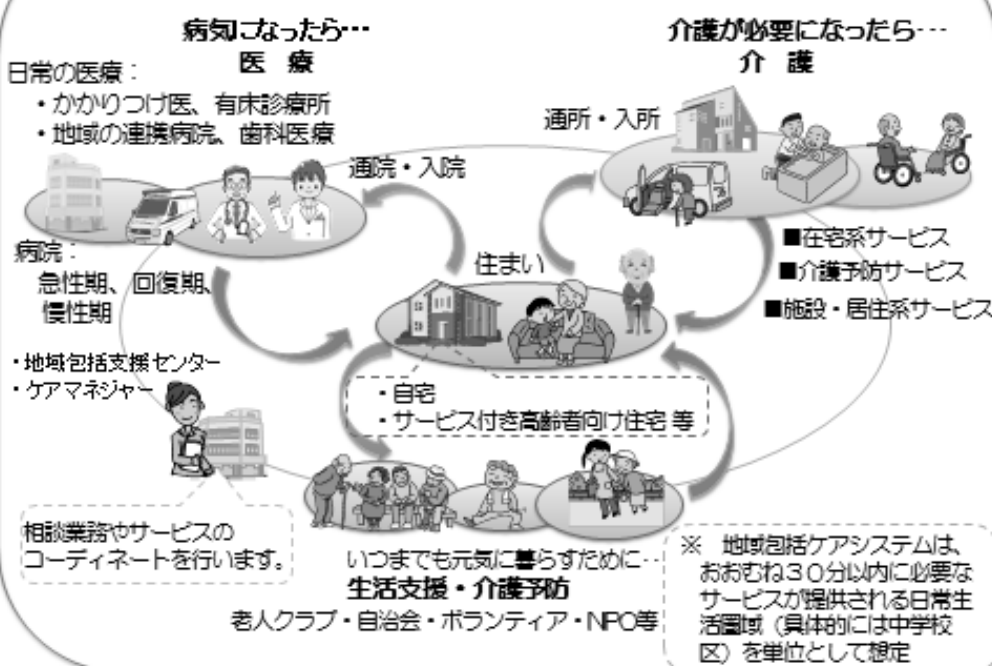 病気になったら…
医 療
介護が必要になったら…
介 護
日常の医療：
・かかりつけ医、有床診療所
・地域の連携病院、歯科医療
通院・入院
通所・入所
病院：
急性期、回復期、
慢性期
住まい
■在宅系サービス
■介護予防サービス
■施設・居住系サービス
・地域包括支援センター
・ケアマネジャー
・自宅
・サービス付き高齢者向け住宅 等
相談業務やサービスの
コーディネートを行います。
いつまでも元気に暮らすために…
生活支援・介護予防
老人クラブ・自治会・ボランティア・NPO等
※ 地域包括ケアシステムは、
おおむね３０分以内に必要な
サービスが提供される日常生
活圏域（具体的には中学校
区）を単位として想定